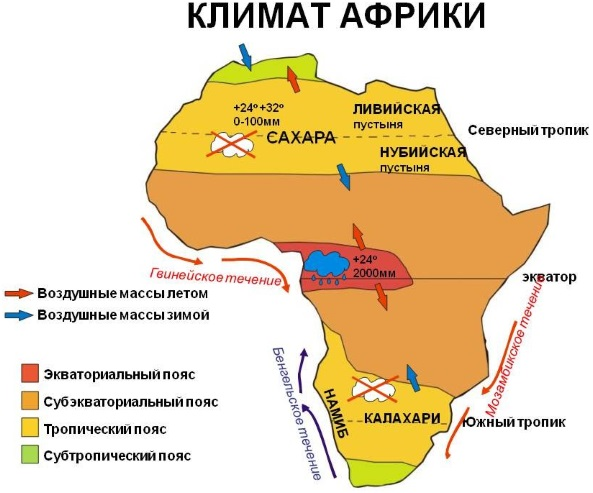 КЛИМАТ АФРИКИ
+24° +32°
0-100мм
ЛИВИЙСКАЯ
пустыня
САХАРА
Северный тропик
НУБИЙСКАЯ
пустыня
Гвинейское течение
+24°
2000мм
экватор
Воздушные массы летом
Воздушные массы зимой
Мозамбикское течение
Бенгельское течение
Экваториальный пояс
Субэкваториальный пояс
Тропический пояс
Субтропический пояс
НАМИБ
КАЛАХАРИ
Южный тропик